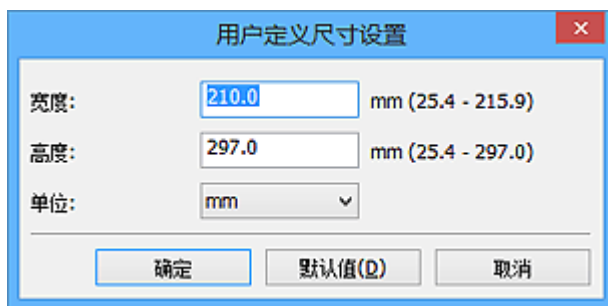 用户定义尺寸设置
宽度: 210.0 mm (25.4 - 215.9)
高度: 297.0 mm (25.4 - 297.0)
单位: mm
确定 默认值(D) 取消